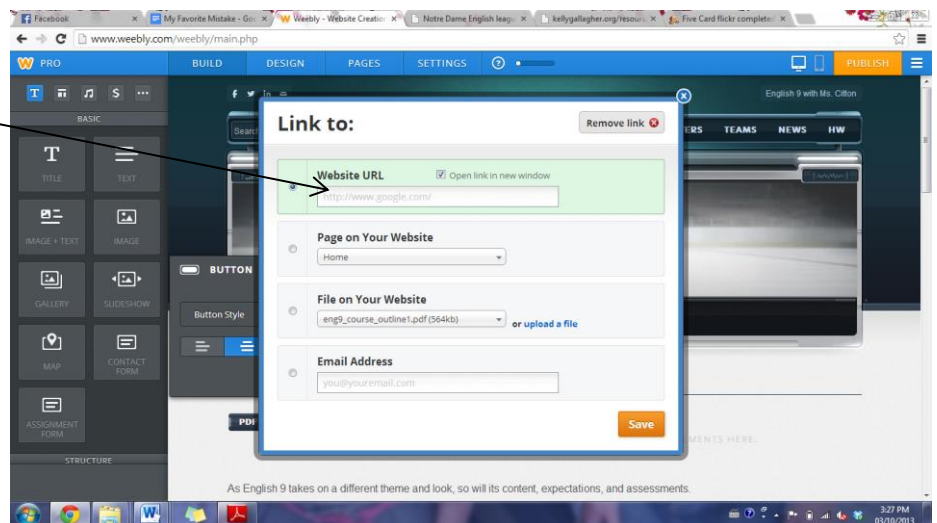 Facebook
My Favorite Mistake - Goo
Weebly - Website Creation
Notre Dame English leag
kellygallagher.org/resour
Five Card flickr complete
www.weebly.com/weebly/main.php
PRO
BUILD DESIGN PAGES SETTINGS
PUBLISH
English 9 with Ms. Citton
BASIC
Search
ERS TEAMS NEWS HW
TITLE TEXT
IMAGE + TEXT IMAGE
GALLERY SLIDESHOW
MAP CONTACT FORM
ASSIGNMENT FORM
STRUCTURE
BUTTON
Button Style
PDF
Link to:
Remove link
Website URL Open link in new window
http://www.google.com/
Page on Your Website
Home
File on Your Website
eng9_course_outline1.pdf (564kb) or upload a file
Email Address
you@youremail.com
Save
MENTS HERE.
As English 9 takes on a different theme and look, so will its content, expectations, and assessments.
3:27 PM
03/10/2013